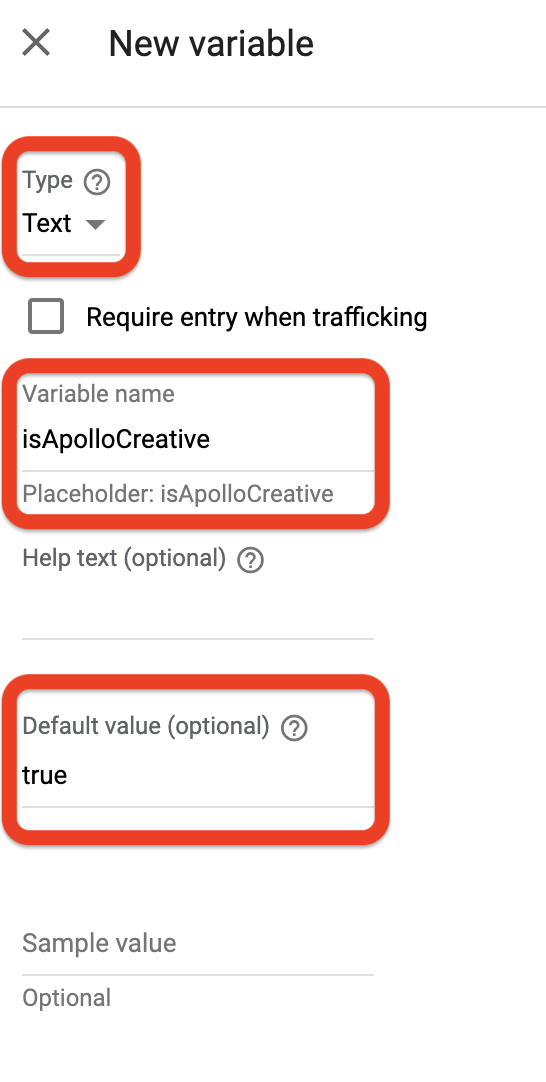 New variable
Type
Text
Require entry when trafficking
Variable name
isApolloCreative
Placeholder: isApolloCreative
Help text (optional)
Default value (optional)
true
Sample value
Optional